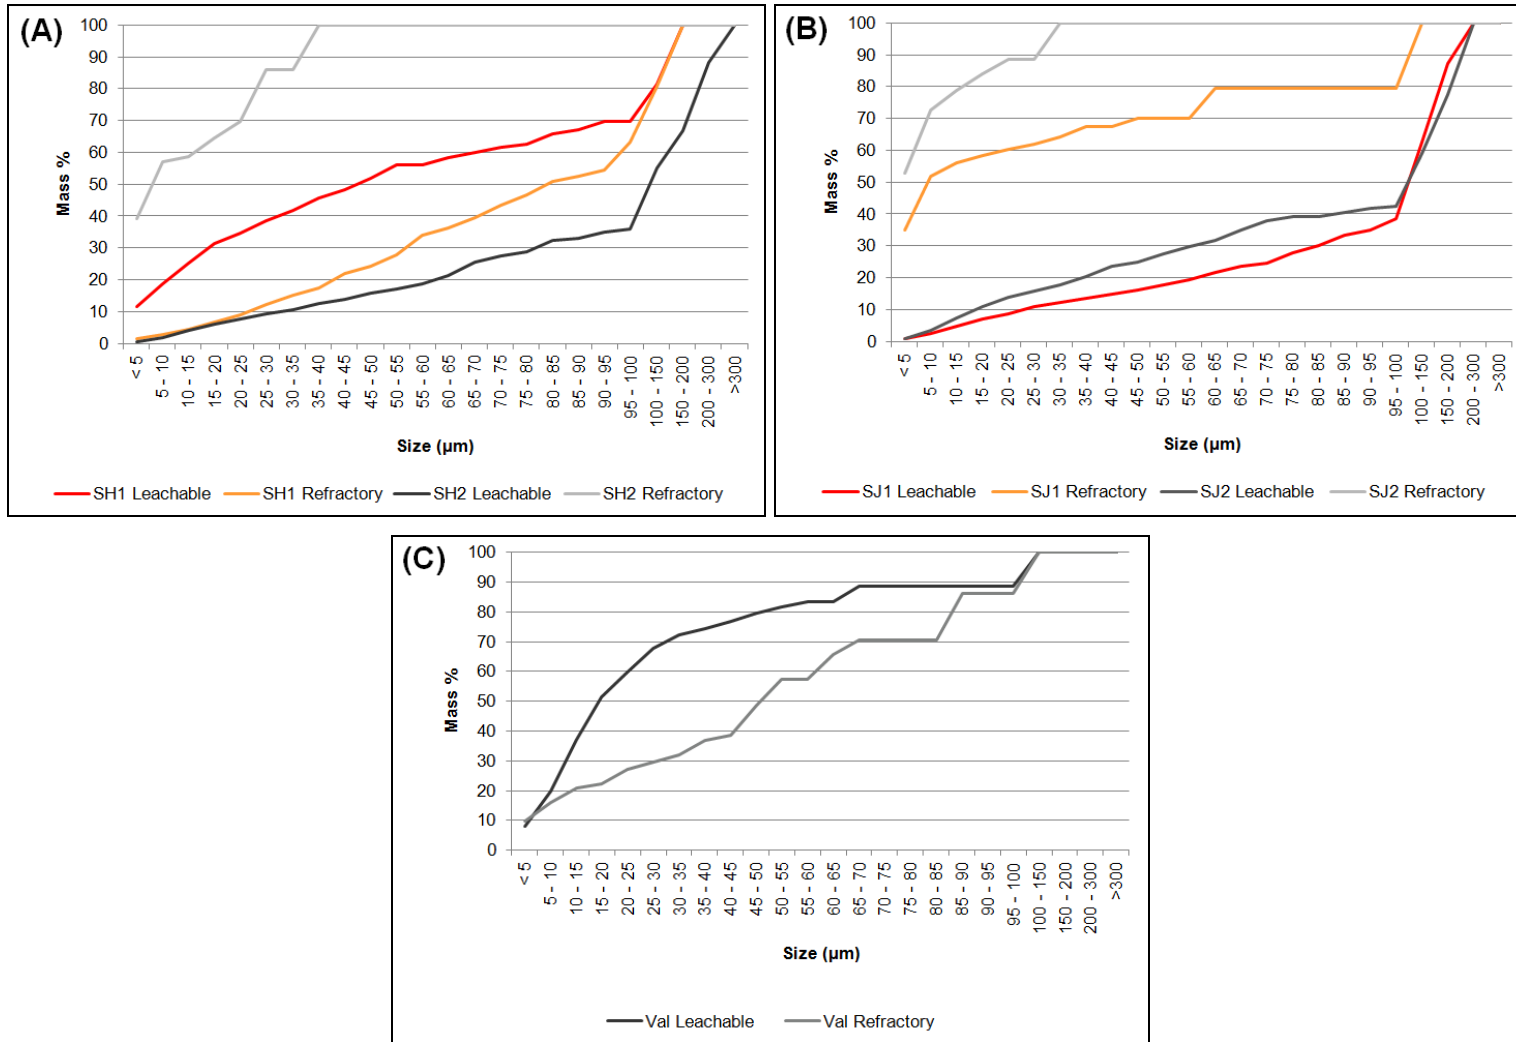 (A)
100
90
80
70
60
50
40
30
20
10
0
Mass %
< 5
5 - 10
10 - 15
15 - 20
20 - 25
25 - 30
30 - 35
35 - 40
40 - 45
45 - 50
50 - 55
55 - 60
60 - 65
65 - 70
70 - 75
75 - 80
80 - 85
85 - 90
90 - 95
95 - 100
100 - 150
150 - 200
200 - 300
>300
Size (µm)
SH1 Leachable
SH1 Refractory
SH2 Leachable
SH2 Refractory
(B)
100
90
80
70
60
50
40
30
20
10
0
Mass %
< 5
5 - 10
10 - 15
15 - 20
20 - 25
25 - 30
30 - 35
35 - 40
40 - 45
45 - 50
50 - 55
55 - 60
60 - 65
65 - 70
70 - 75
75 - 80
80 - 85
85 - 90
90 - 95
95 - 100
100 - 150
150 - 200
200 - 300
>300
Size (µm)
SJ1 Leachable
SJ1 Refractory
SJ2 Leachable
SJ2 Refractory
(C)
100
90
80
70
60
50
40
30
20
10
0
Mass %
< 5
5 - 10
10 - 15
15 - 20
20 - 25
25 - 30
30 - 35
35 - 40
40 - 45
45 - 50
50 - 55
55 - 60
60 - 65
65 - 70
70 - 75
75 - 80
80 - 85
85 - 90
90 - 95
95 - 100
100 - 150
150 - 200
200 - 300
>300
Size (µm)
Val Leachable
Val Refractory